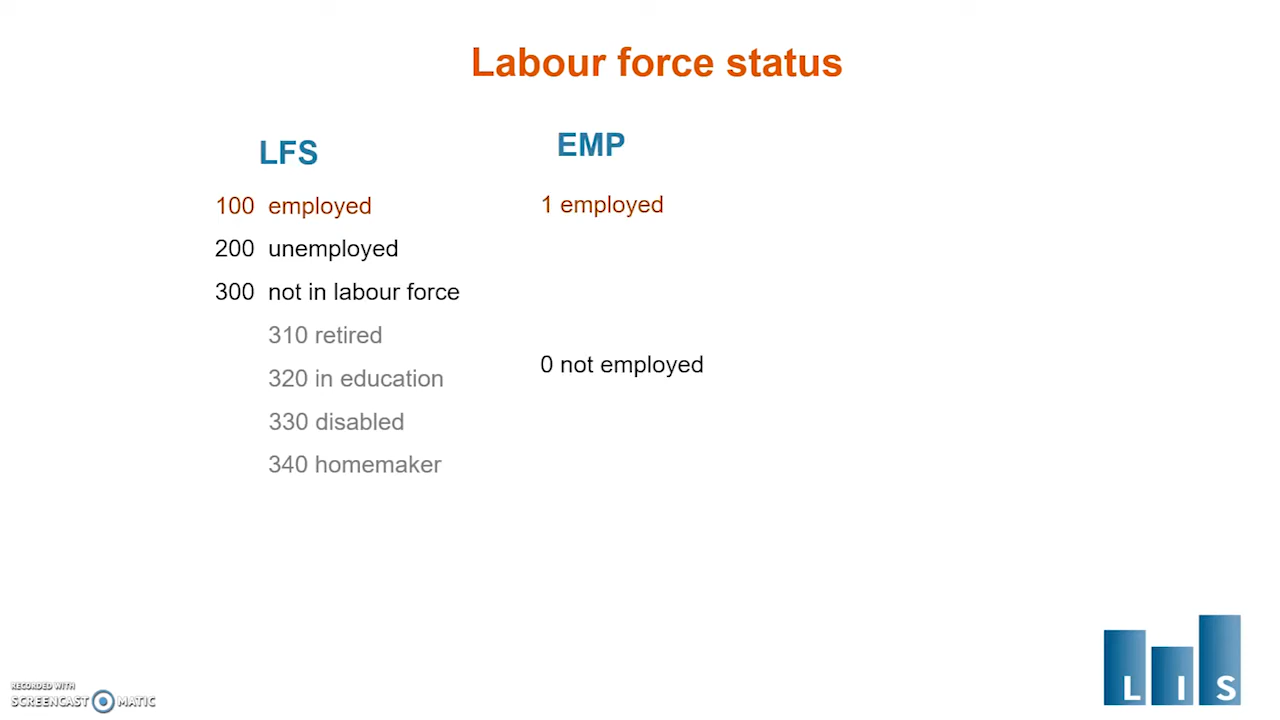 Labour force status
LFS
EMP
100 employed
1 employed
200 unemployed
300 not in labour force
310 retired
0 not employed
320 in education
330 disabled
340 homemaker
LIS
RECORDED WITH
SCREENCAST MATIC